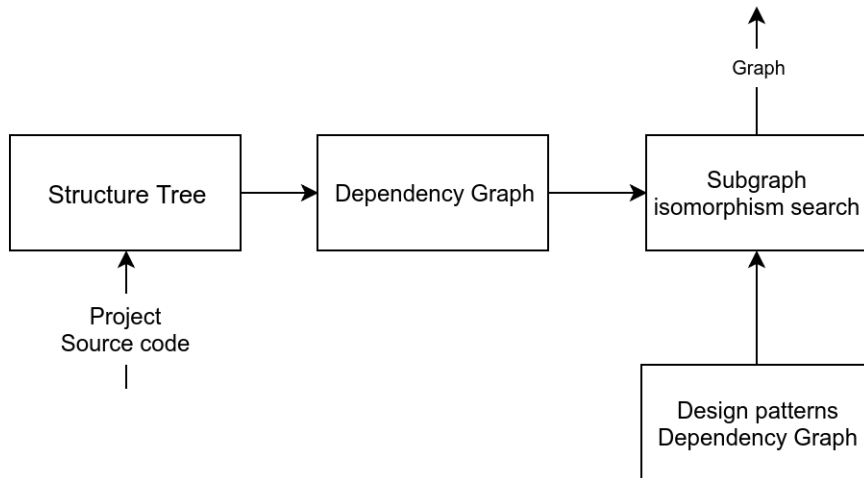 Graph
Structure Tree
Dependency Graph
Subgraph
isomorphism search
Project
Source code
Design patterns
Dependency Graph